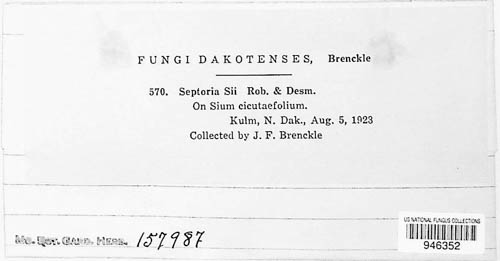 FUNGI DAKOTENSES, Brenckle
570. Septoria Sii Rob. & Desm.
On Sium cicutaefolium.
Kulm, N. Dak., Aug. 5, 1923
Collected by J. F. Brenckle
Mo. Bot. Gard. Herb. 157987
US NATIONAL FUNGUS COLLECTIONS
946352